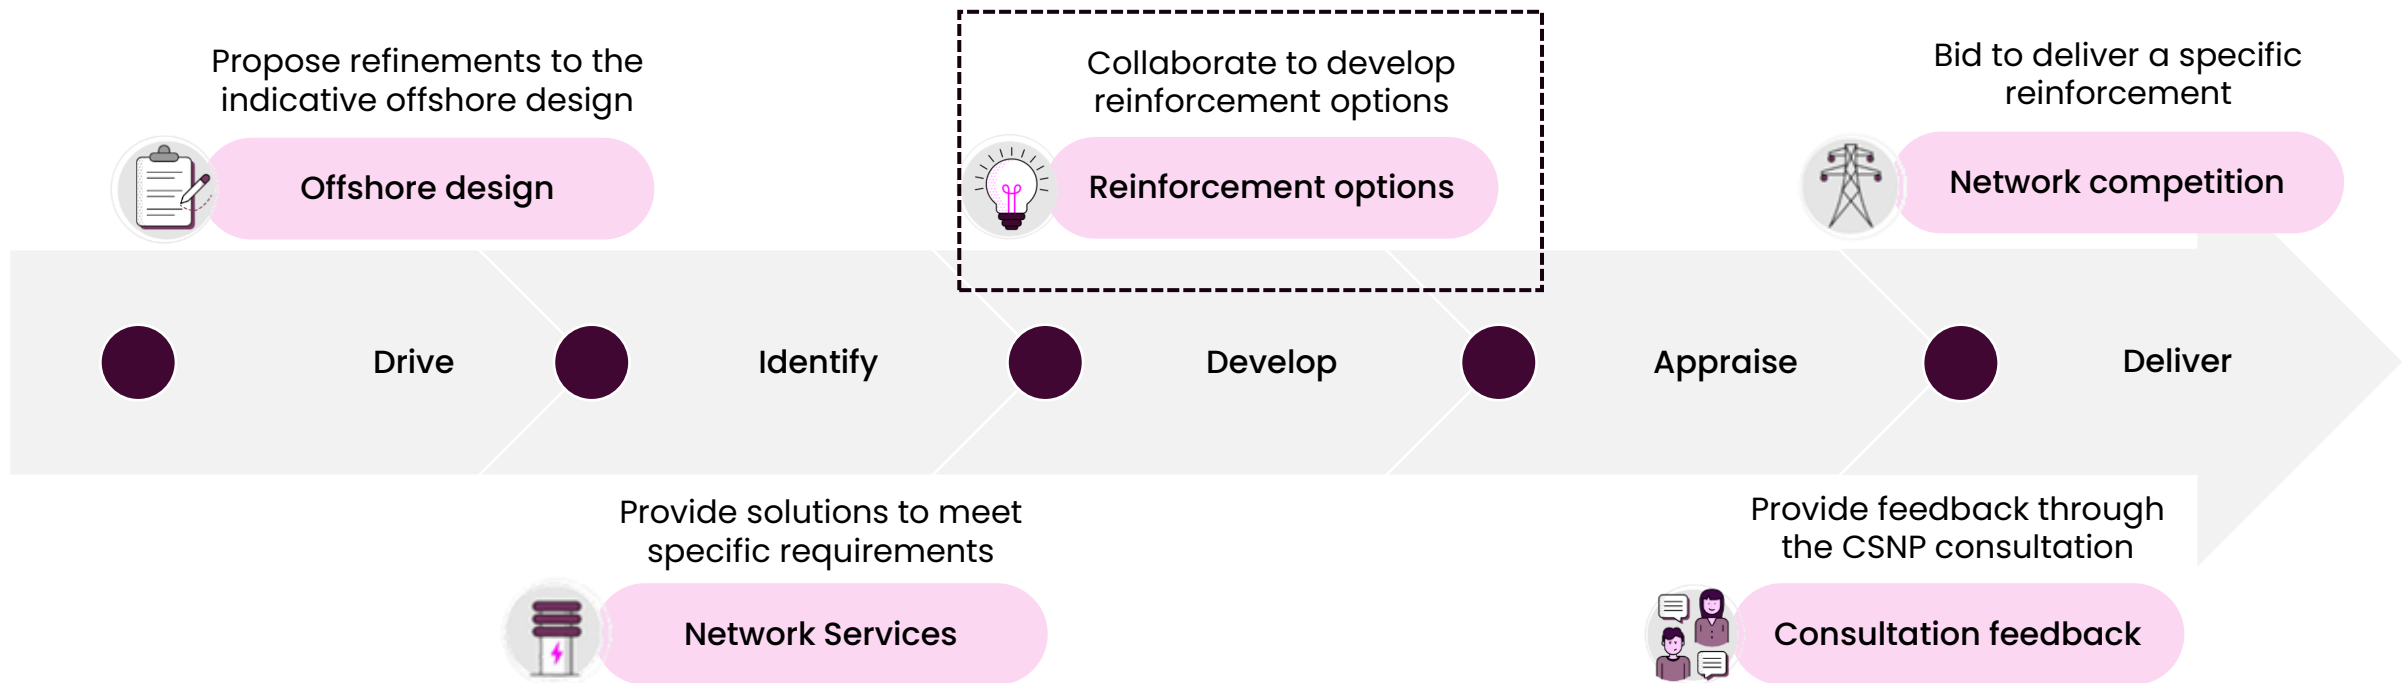 Propose refinements to the
indicative offshore design
Offshore design
Collaborate to develop
reinforcement options
Reinforcement options
Bid to deliver a specific
reinforcement
Network competition
Drive
Identify
Develop
Appraise
Deliver
Provide solutions to meet
specific requirements
Network Services
Provide feedback through
the CSNP consultation
Consultation feedback